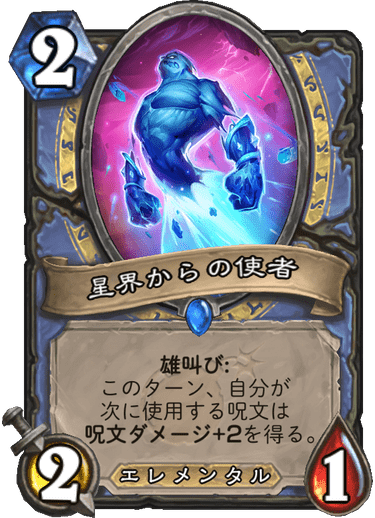 2
星界からの使者
雄叫び:
このターン、自分が
次に使用する呪文は
呪文ダメージ+2を得る。
2
エレメンタル
1